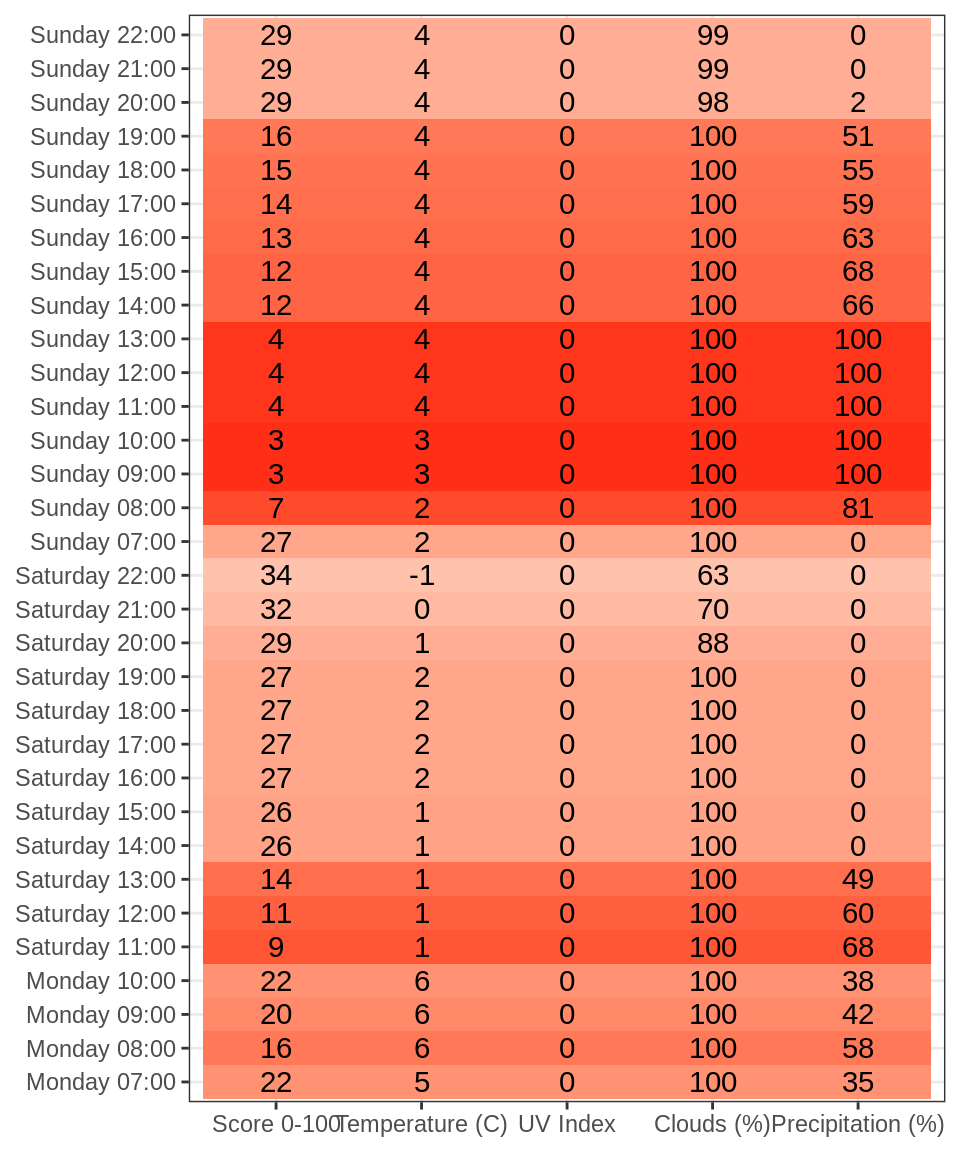 Sunday 22:00 29 4 0 99 0
Sunday 21:00 29 4 0 99 0
Sunday 20:00 29 4 0 98 2
Sunday 19:00 16 4 0 100 51
Sunday 18:00 15 4 0 100 55
Sunday 17:00 14 4 0 100 59
Sunday 16:00 13 4 0 100 63
Sunday 15:00 12 4 0 100 68
Sunday 14:00 12 4 0 100 66
Sunday 13:00 4 4 0 100 100
Sunday 12:00 4 4 0 100 100
Sunday 11:00 4 4 0 100 100
Sunday 10:00 3 3 0 100 100
Sunday 09:00 3 3 0 100 100
Sunday 08:00 7 2 0 100 81
Sunday 07:00 27 2 0 100 0
Saturday 22:00 34 -1 0 63 0
Saturday 21:00 32 0 0 70 0
Saturday 20:00 29 1 0 88 0
Saturday 19:00 27 2 0 100 0
Saturday 18:00 27 2 0 100 0
Saturday 17:00 27 2 0 100 0
Saturday 16:00 27 2 0 100 0
Saturday 15:00 26 1 0 100 0
Saturday 14:00 26 1 0 100 0
Saturday 13:00 14 1 0 100 49
Saturday 12:00 11 1 0 100 60
Saturday 11:00 9 1 0 100 68
Monday 10:00 22 6 0 100 38
Monday 09:00 20 6 0 100 42
Monday 08:00 16 6 0 100 58
Monday 07:00 22 5 0 100 35
Score 0-100 Temperature (C) UV Index Clouds (%) Precipitation (%)